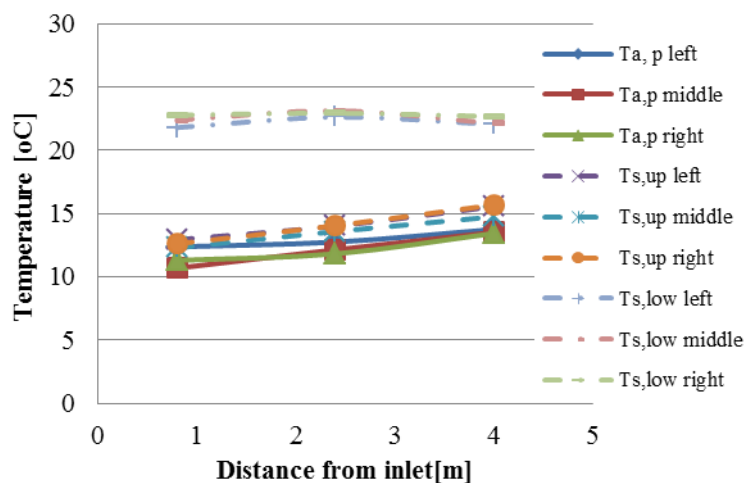 30
25
20
15
10
5
0
Temperature [oC]
0 1 2 3 4 5
Distance from inlet[m]
Ta, p left
Ta,p middle
Ta,p right
Ts,up left
Ts,up middle
Ts,up right
Ts,low left
Ts,low middle
Ts,low right